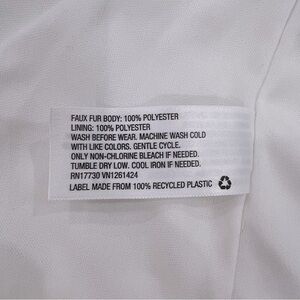 FAUX FUR BODY: 100% POLYESTER
LINING: 100% POLYESTER
WASH BEFORE WEAR. MACHINE WASH COLD
WITH LIKE COLORS. GENTLE CYCLE.
ONLY NON-CHLORINE BLEACH IF NEEDED.
TUMBLE DRY LOW. COOL IRON IF NEEDED.
RN17730 VN1261424
LABEL MADE FROM 100% RECYCLED PLASTIC